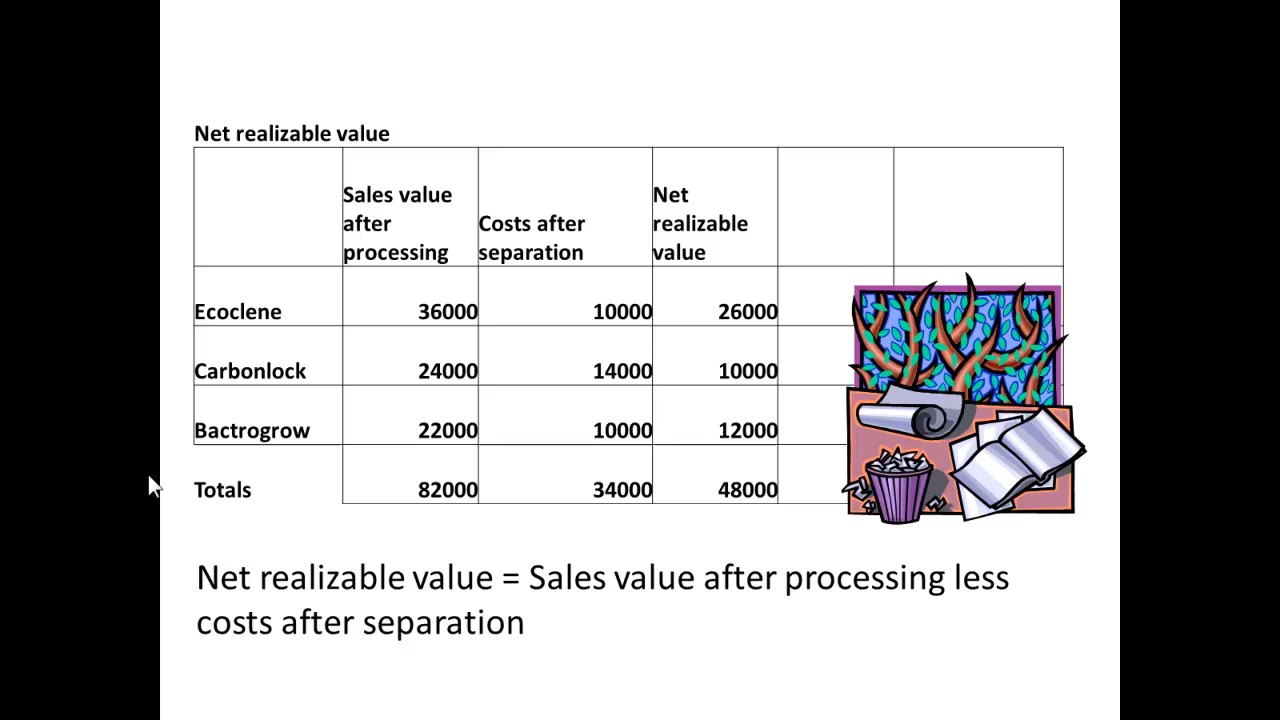 Net realizable value
Sales value
after
processing
Costs after
separation
Net
realizable
value
Ecoclene 36000 10000 26000
Carbonlock 24000 14000 10000
Bactrogrow 22000 10000 12000
Totals 82000 34000 48000
Net realizable value = Sales value after processing less
costs after separation